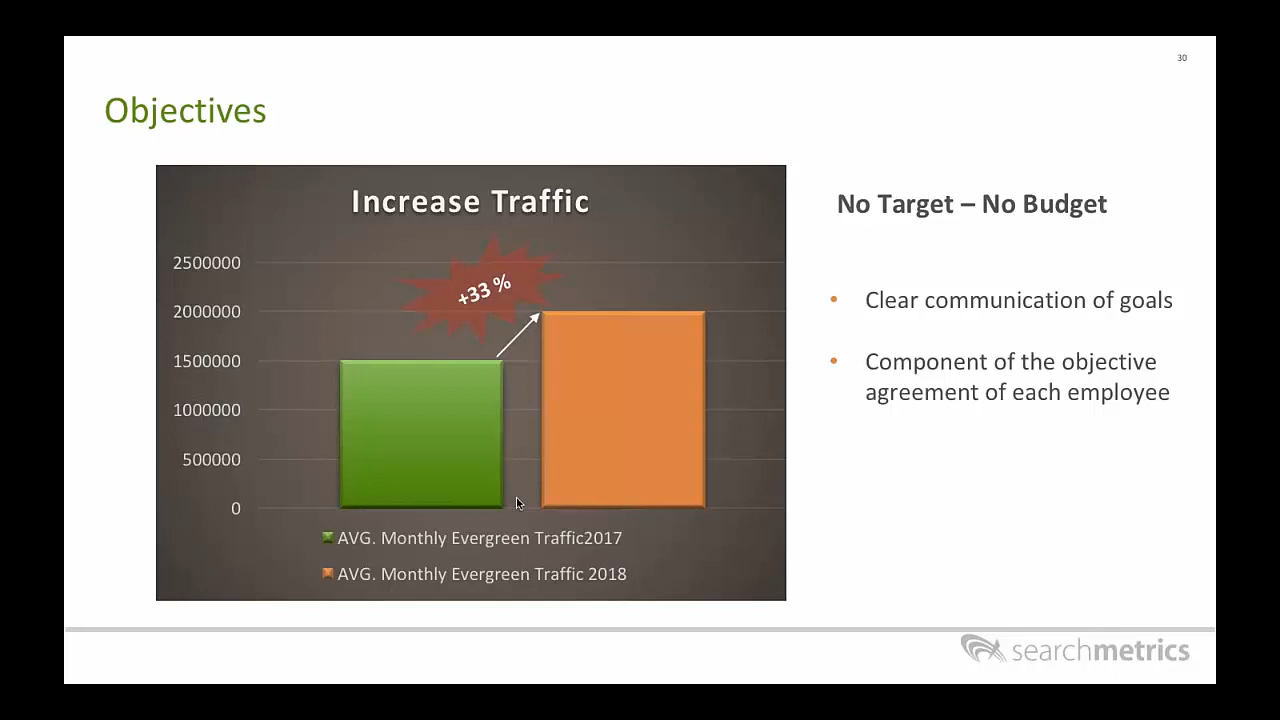 30
Objectives
Increase Traffic
+33 %
2500000
2000000
1500000
1000000
500000
0
AVG. Monthly Evergreen Traffic2017
AVG. Monthly Evergreen Traffic 2018
No Target – No Budget
• Clear communication of goals
• Component of the objective
agreement of each employee
searchmetrics